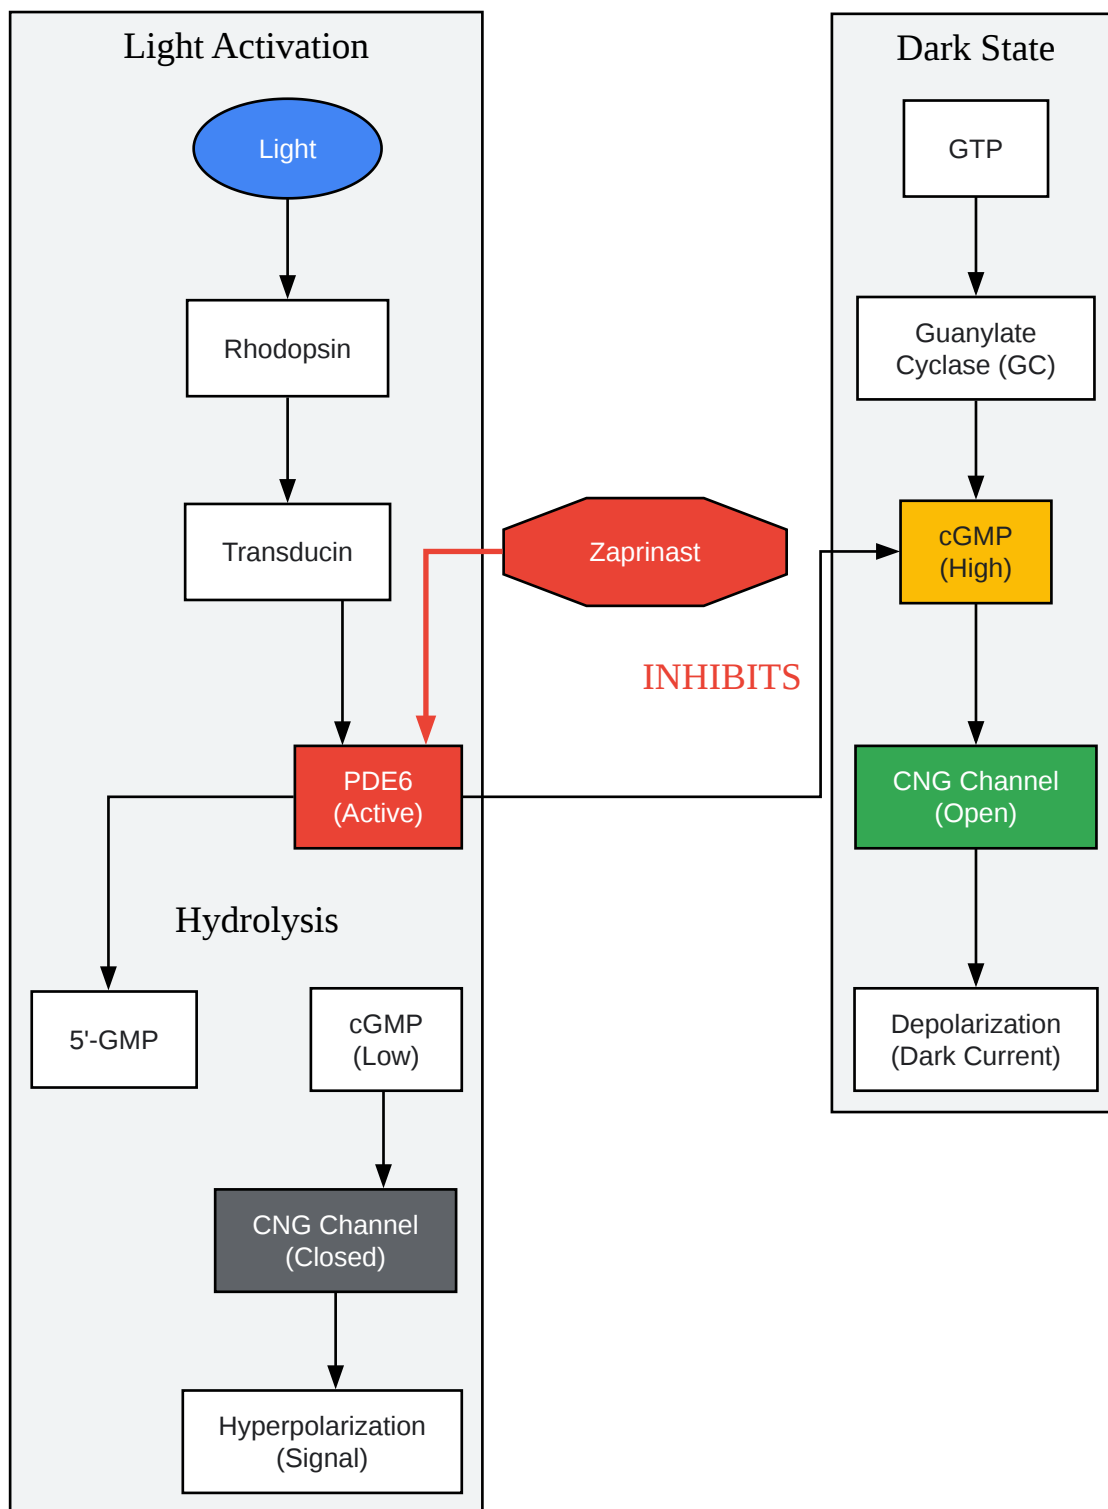 Light Activation
Light
Rhodopsin
Transducin
Zaprinast
INHIBITS
PDE6
(Active)
Hydrolysis
5'-GMP
cGMP
(Low)
CNG Channel
(Closed)
Hyperpolarization
(Signal)
Dark State
GTP
Guanylate
Cyclase (GC)
cGMP
(High)
CNG Channel
(Open)
Depolarization
(Dark Current)